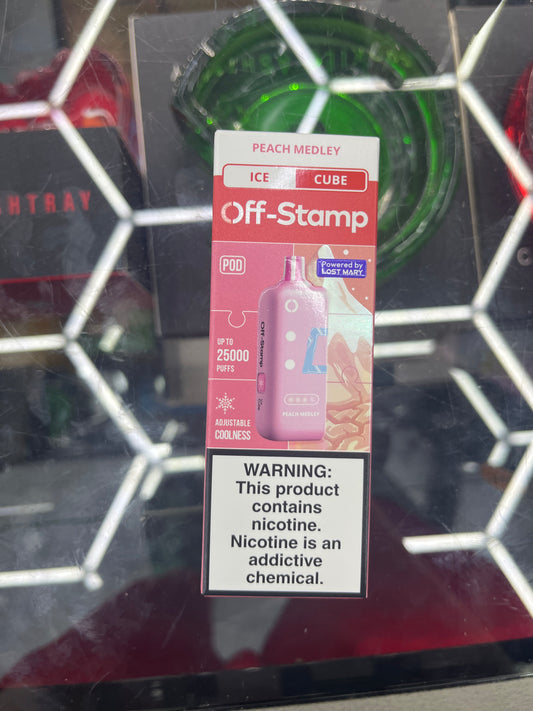 PEACH MEDLEY
ICE CUBE
Off-Stamp
POD
Powered by
LOST MARY
UP TO
25000
PUFFS
Off-Stamp
PEACH MEDLEY
ADJUSTABLE
COOLNESS
WARNING:
This product
contains
nicotine.
Nicotine is an
addictive
chemical.
HTRAY